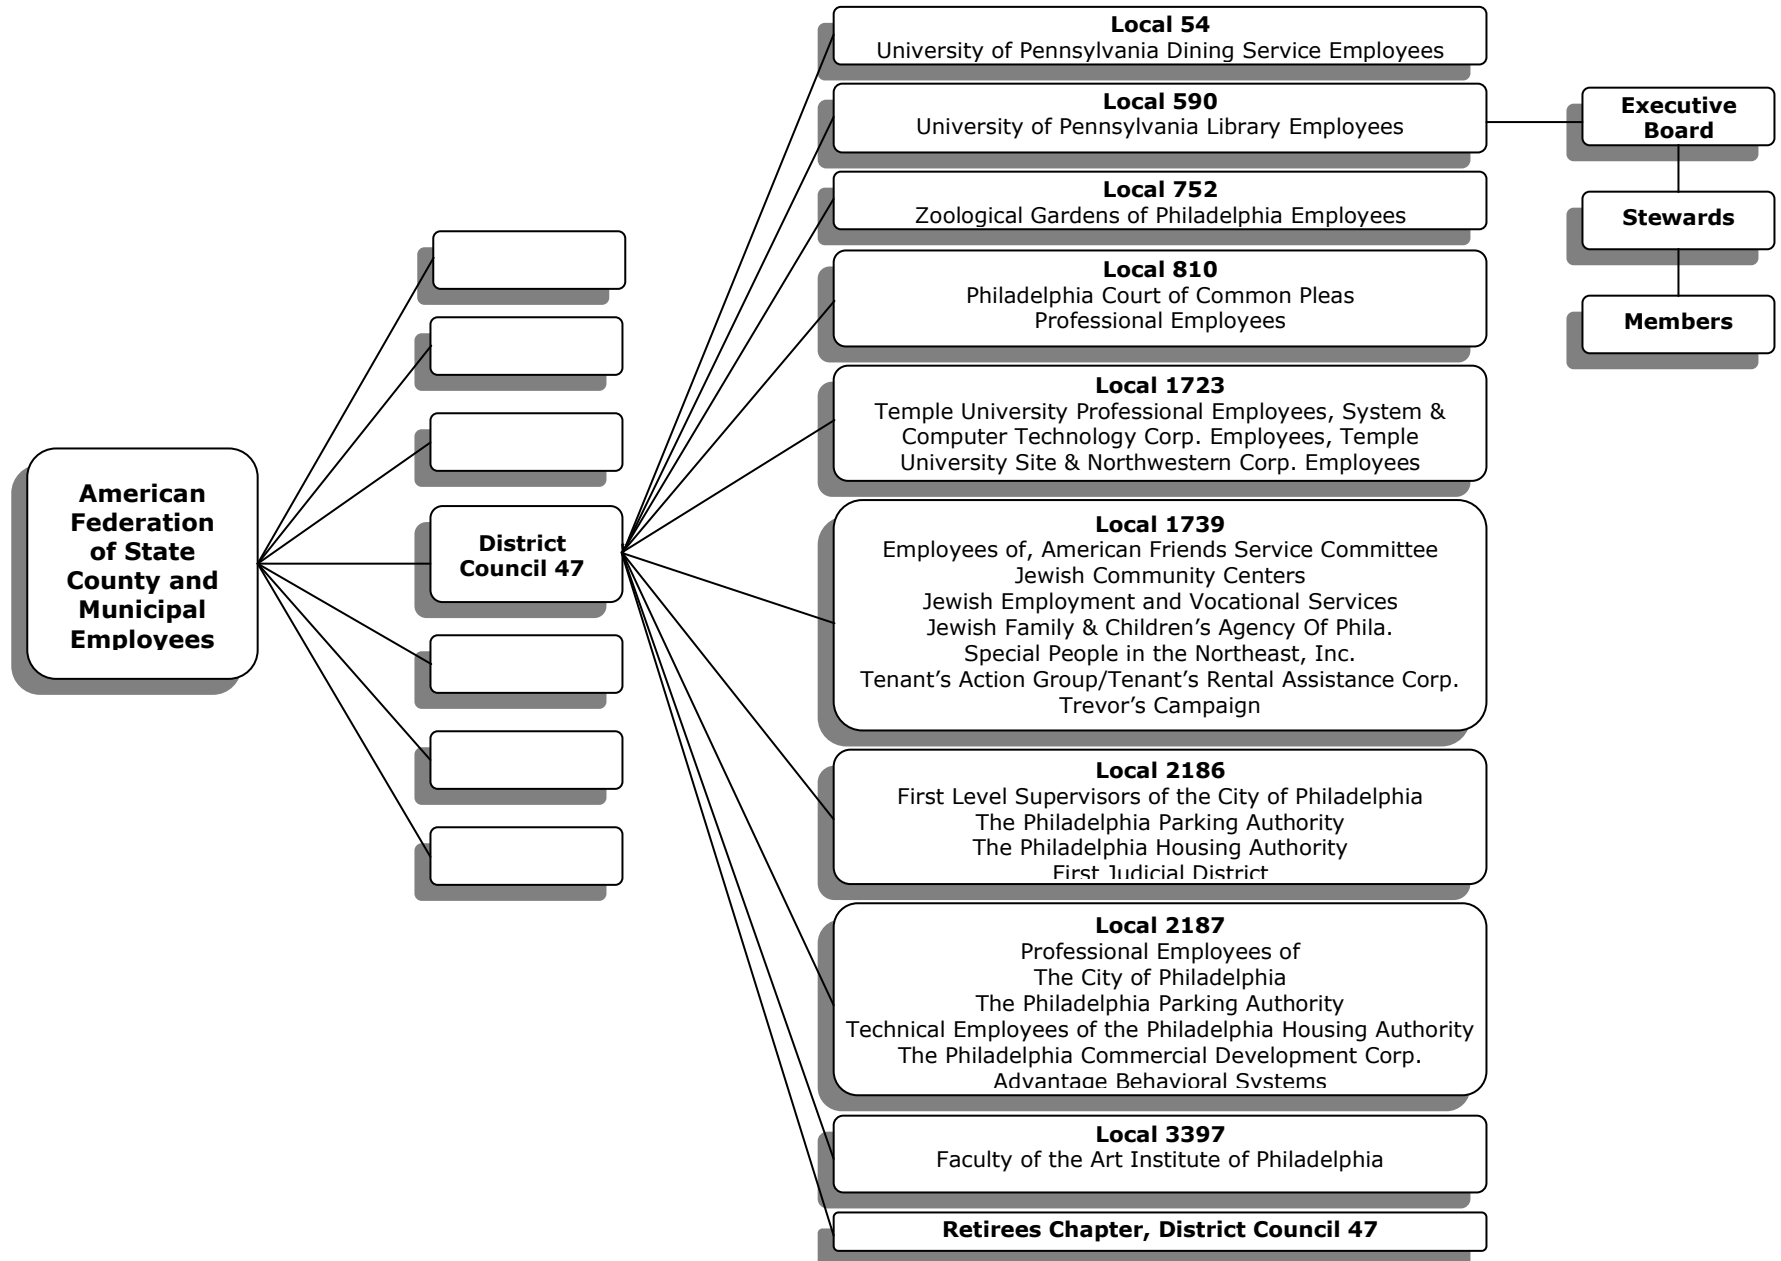 American
Federation
of State
County and
Municipal
Employees
District
Council 47
Local 54
University of Pennsylvania Dining Service Employees
Local 590
University of Pennsylvania Library Employees
Local 752
Zoological Gardens of Philadelphia Employees
Local 810
Philadelphia Court of Common Pleas
Professional Employees
Local 1723
Temple University Professional Employees, System &
Computer Technology Corp. Employees, Temple
University Site & Northwestern Corp. Employees
Local 1739
Employees of, American Friends Service Committee
Jewish Community Centers
Jewish Employment and Vocational Services
Jewish Family & Children’s Agency Of Phila.
Special People in the Northeast, Inc.
Tenant’s Action Group/Tenant’s Rental Assistance Corp.
Trevor’s Campaign
Local 2186
First Level Supervisors of the City of Philadelphia
The Philadelphia Parking Authority
The Philadelphia Housing Authority
First Judicial District
Local 2187
Professional Employees of
The City of Philadelphia
The Philadelphia Parking Authority
Technical Employees of the Philadelphia Housing Authority
The Philadelphia Commercial Development Corp.
Advantage Behavioral Systems
Local 3397
Faculty of the Art Institute of Philadelphia
Retirees Chapter, District Council 47
Executive
Board
Stewards
Members